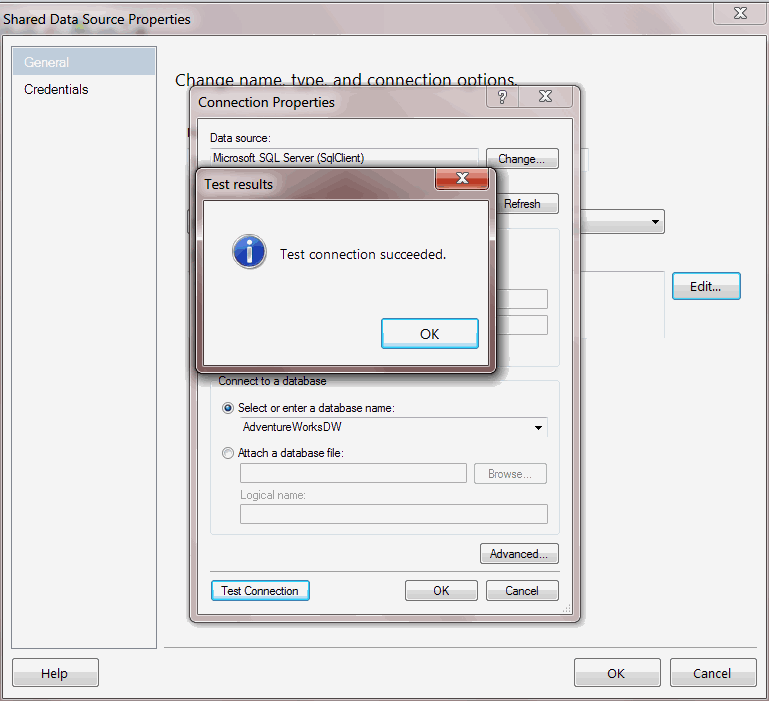 Shared Data Source Properties
General
Credentials
Change name, type, and connection options.
Connection Properties
?
Data source:
Microsoft SQL Server (SqlClient)
Change...
Refresh
Edit...
Test results
i
Test connection succeeded.
OK
Connect to a database
Select or enter a database name:
AdventureWorksDW
Attach a database file:
Browse...
Logical name:
Advanced...
Test Connection
OK
Cancel
Help
OK
Cancel